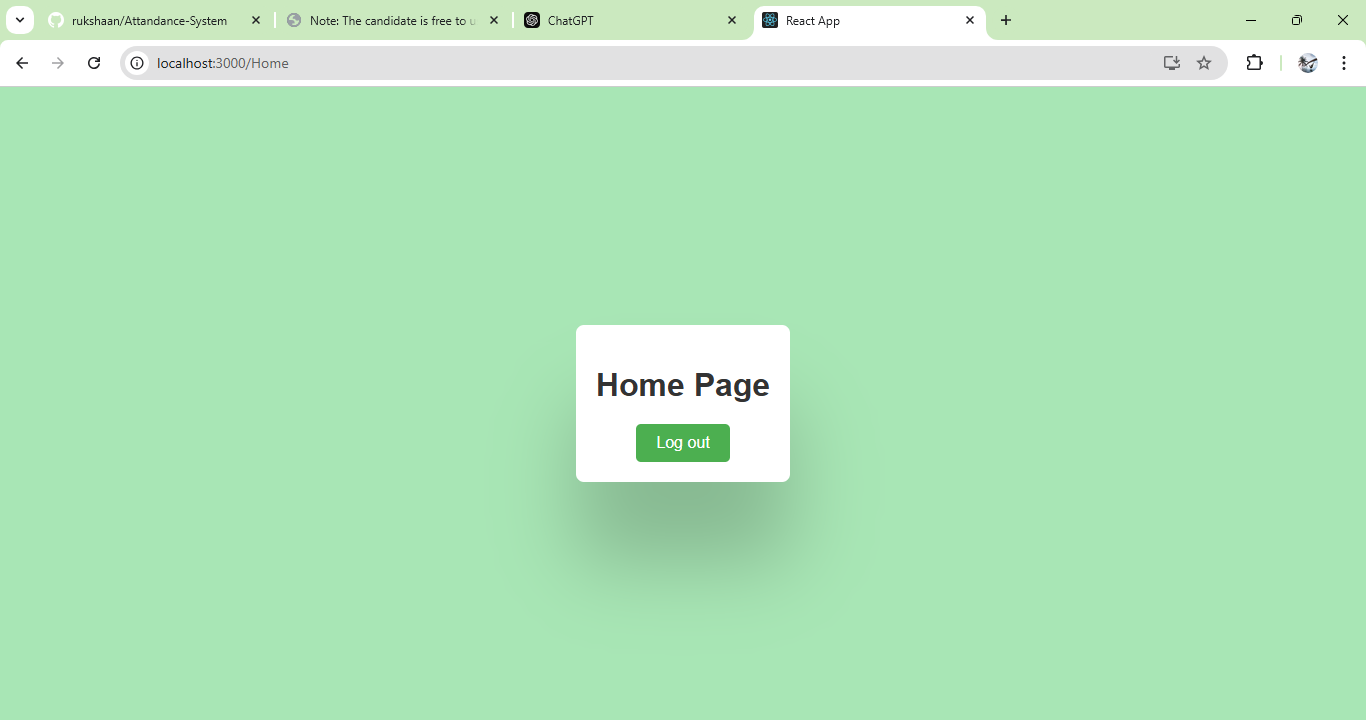 rukshaan/Attandance-System
Note: The candidate is free to u
ChatGPT
React App
localhost:3000/Home
Home Page
Log out